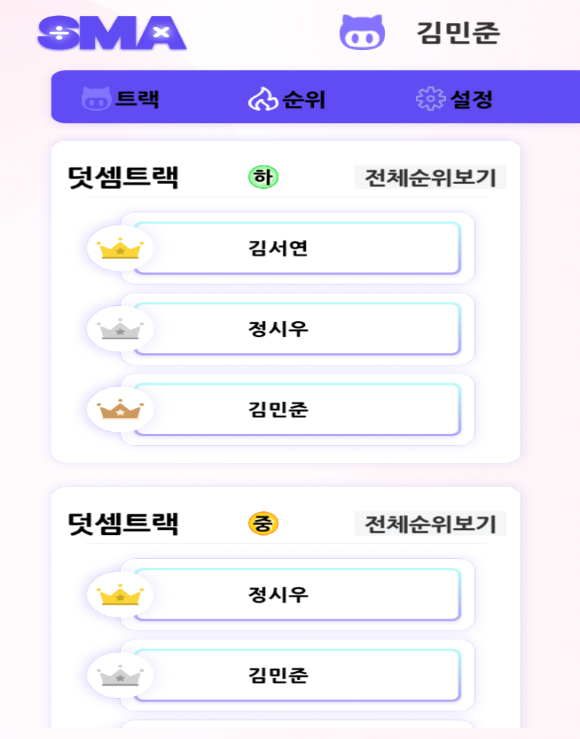 SMA 김민준
트랙 순위 설정
덧셈트랙 하 전체순위보기
김서연
정시우
김민준
덧셈트랙 중 전체순위보기
정시우
김민준